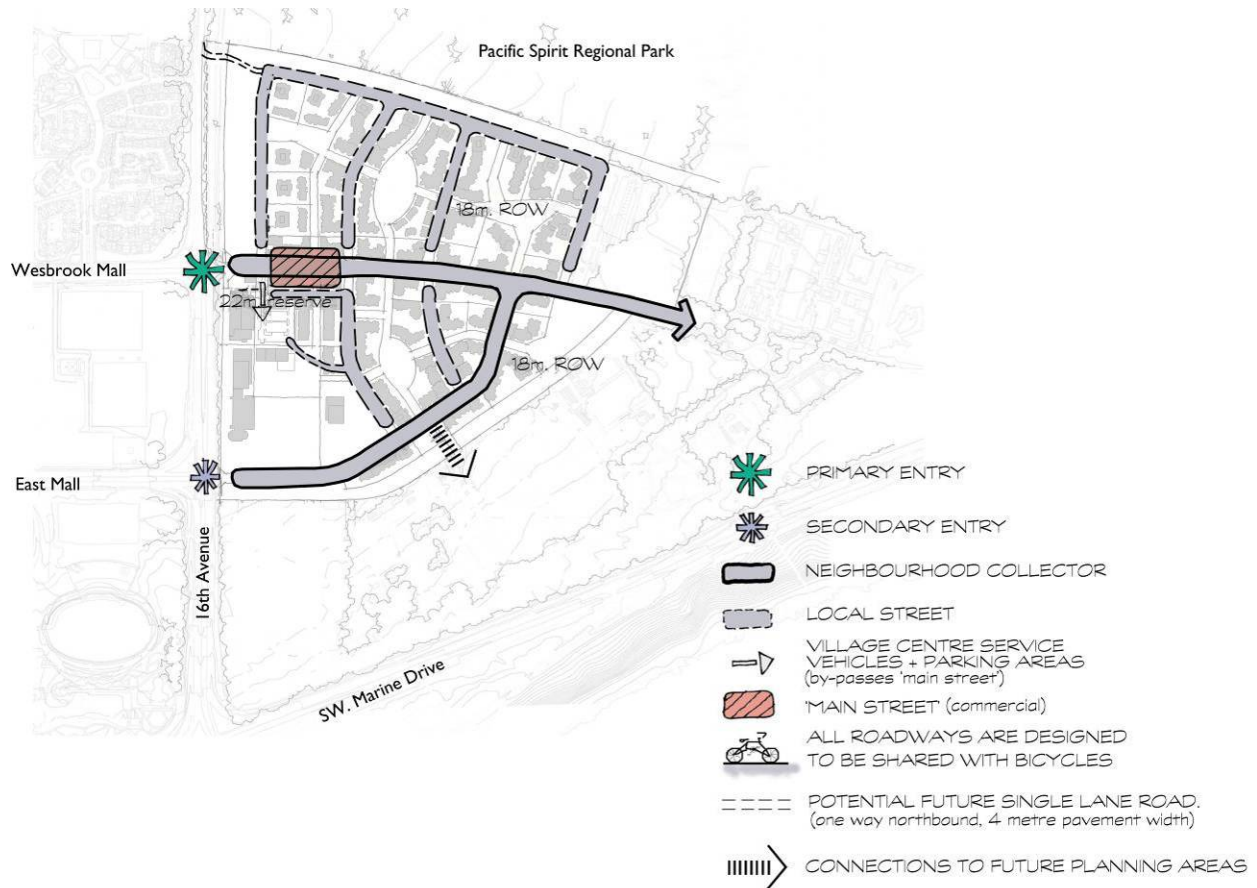 Pacific Spirit Regional Park
18m. ROW
Wesbrook Mall
22m reserve
18m. ROW
East Mall
16th Avenue
SW. Marine Drive
PRIMARY ENTRY
SECONDARY ENTRY
NEIGHBOURHOOD COLLECTOR
LOCAL STREET
VILLAGE CENTRE SERVICE
VEHICLES + PARKING AREAS
(by-passes 'main street')
'MAIN STREET' (commercial)
ALL ROADWAYS ARE DESIGNED
TO BE SHARED WITH BICYCLES
POTENTIAL FUTURE SINGLE LANE ROAD.
(one way northbound, 4 metre pavement width)
CONNECTIONS TO FUTURE PLANNING AREAS